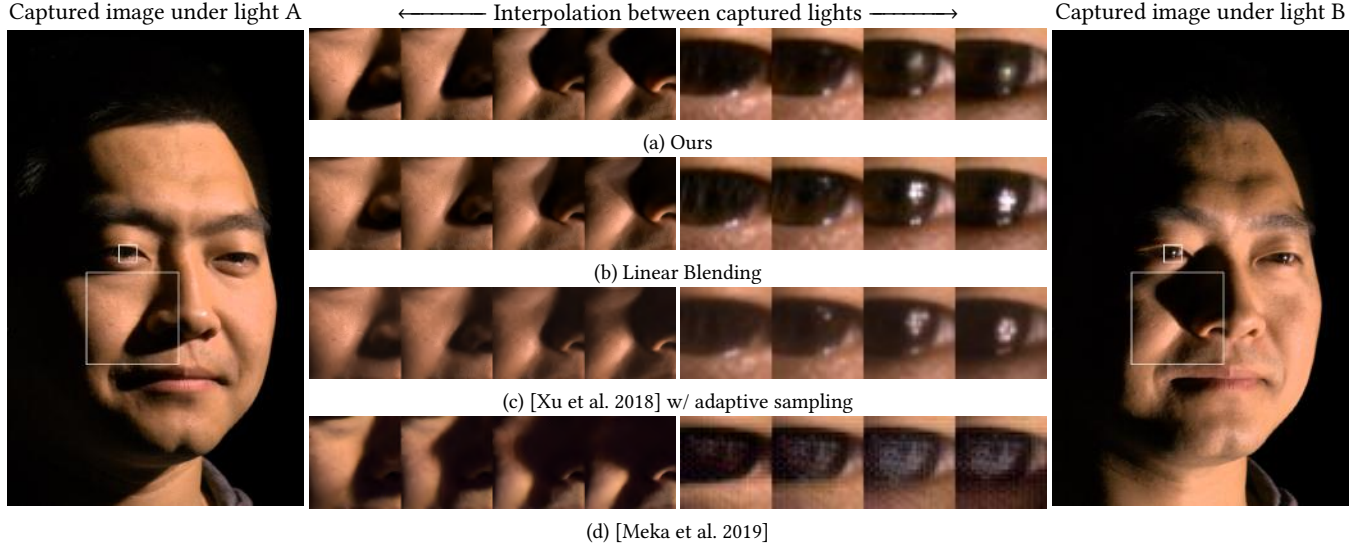 Captured image under light A
Interpolation between captured lights
Captured image under light B
(a) Ours
(b) Linear Blending
(c) [Xu et al. 2018] w/ adaptive sampling
(d) [Meka et al. 2019]